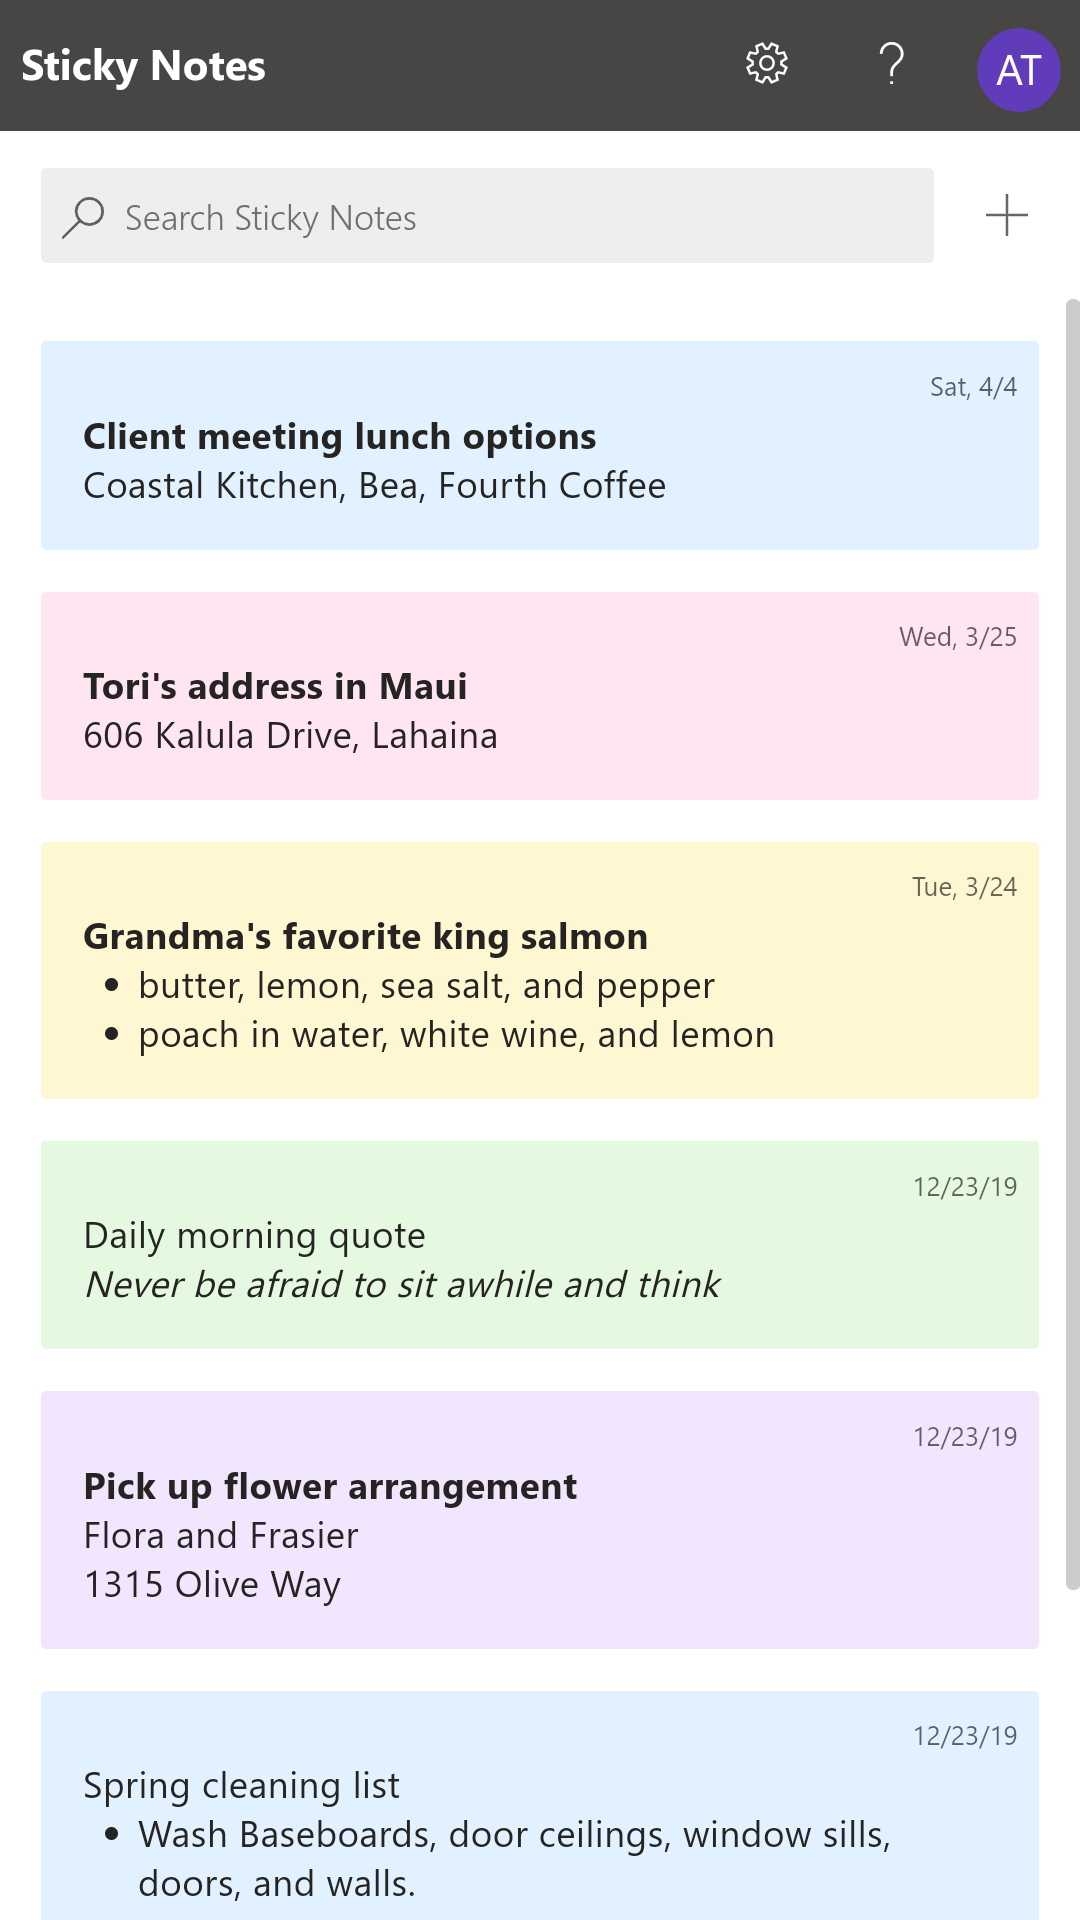 Sticky Notes
AT
Search Sticky Notes
Sat, 4/4
Client meeting lunch options
Coastal Kitchen, Bea, Fourth Coffee
Wed, 3/25
Tori's address in Maui
606 Kalula Drive, Lahaina
Tue, 3/24
Grandma's favorite king salmon
• butter, lemon, sea salt, and pepper
• poach in water, white wine, and lemon
12/23/19
Daily morning quote
Never be afraid to sit awhile and think
12/23/19
Pick up flower arrangement
Flora and Frasier
1315 Olive Way
12/23/19
Spring cleaning list
• Wash Baseboards, door ceilings, window sills,
doors, and walls.